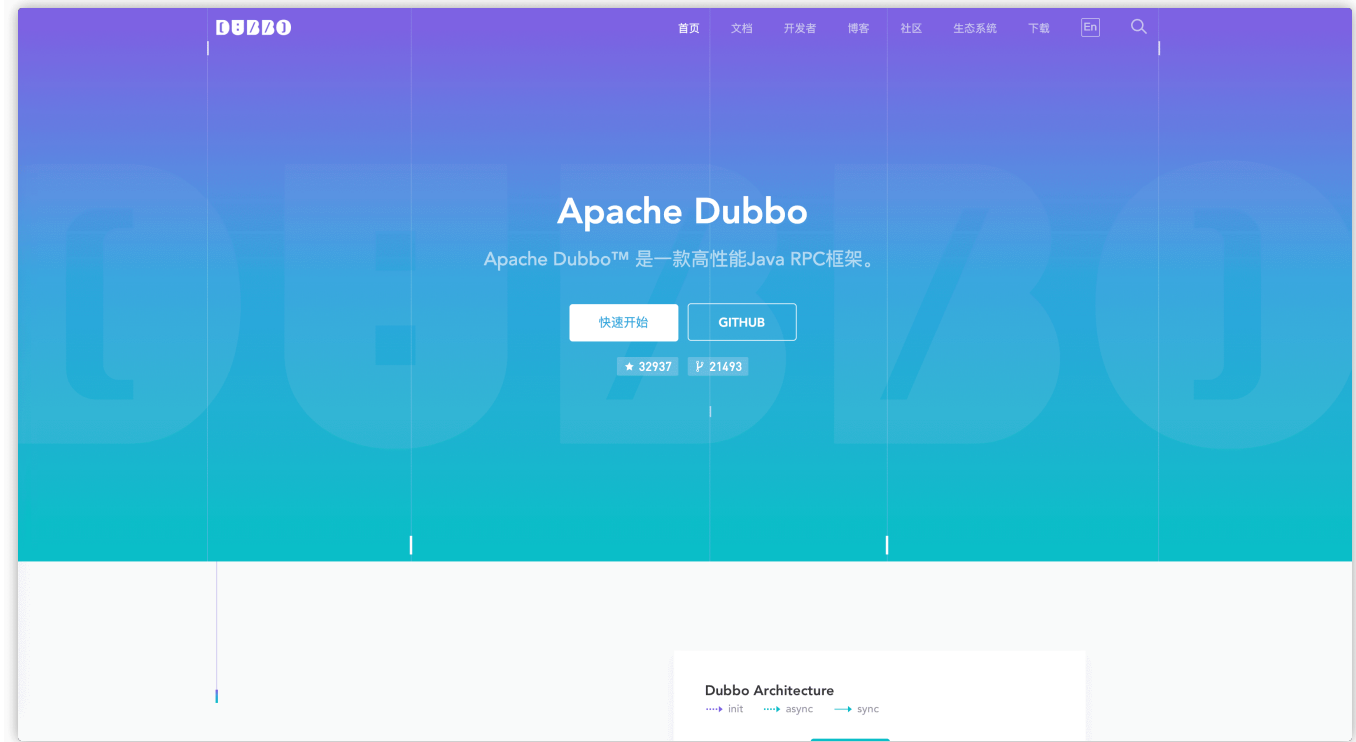 DUBBO 首页 文档 开发者 博客 社区 生态系统 下载 En
DUBBO
Apache Dubbo
Apache Dubbo™ 是一款高性能Java RPC框架。
快速开始 GITHUB
32937 21493
Dubbo Architecture
init async sync